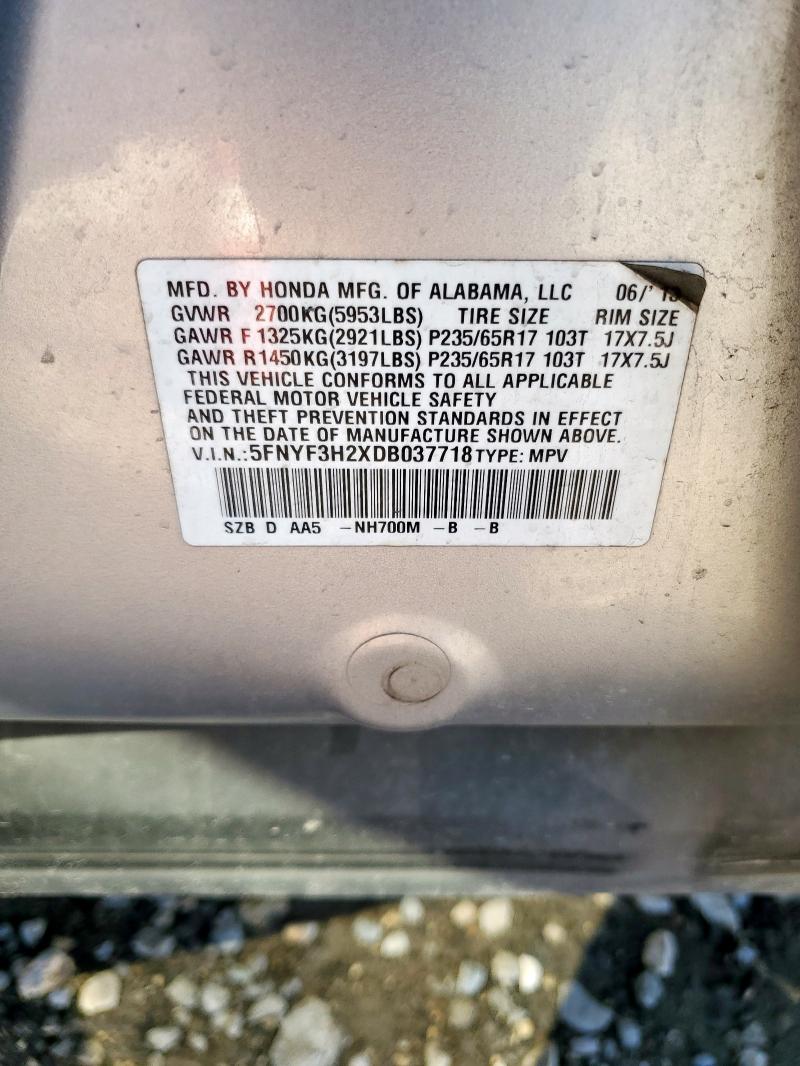 MFD. BY HONDA MFG. OF ALABAMA, LLC 06/'13
GVWR 2700KG(5953LBS) TIRE SIZE RIM SIZE
GAWR F 1325KG(2921LBS) P235/65R17 103T 17X7.5J
GAWR R1450KG(3197LBS) P235/65R17 103T 17X7.5J
THIS VEHICLE CONFORMS TO ALL APPLICABLE
FEDERAL MOTOR VEHICLE SAFETY
AND THEFT PREVENTION STANDARDS IN EFFECT
ON THE DATE OF MANUFACTURE SHOWN ABOVE.
V.I.N.:5FNYF3H2XDB037718 TYPE: MPV
SZB D AA5 -NH700M -B -B